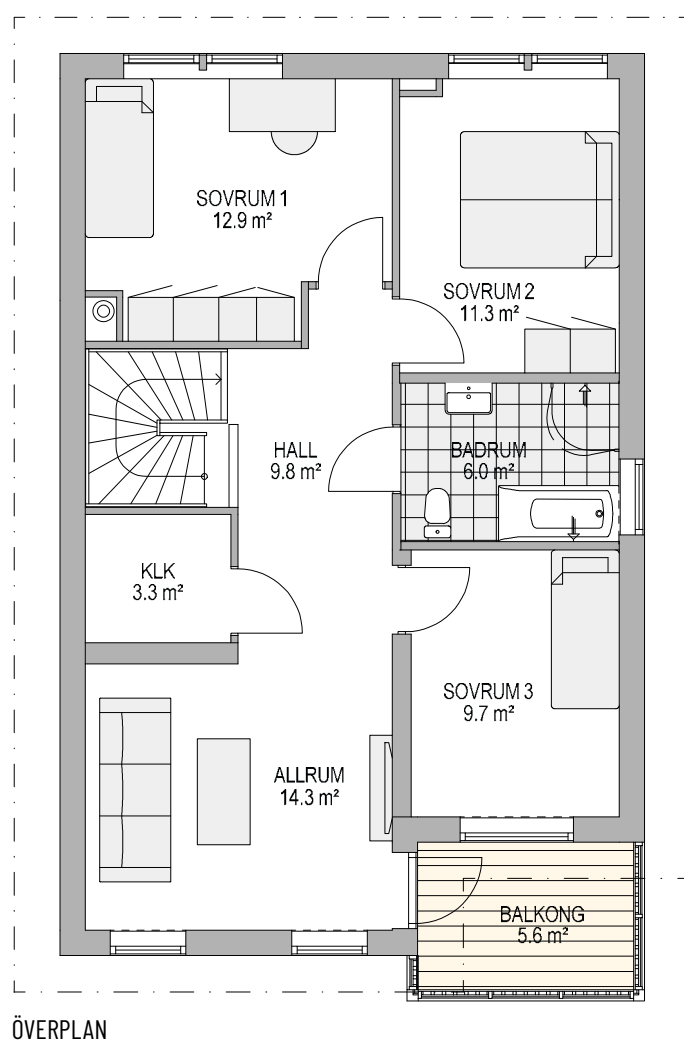 SOVRUM 1
12.9 m²
SOVRUM 2
11.3 m²
HALL
9.8 m²
BADRUM
6.0 m²
KLK
3.3 m²
SOVRUM 3
9.7 m²
ALLRUM
14.3 m²
BALKONG
5.6 m²
ÖVERPLAN